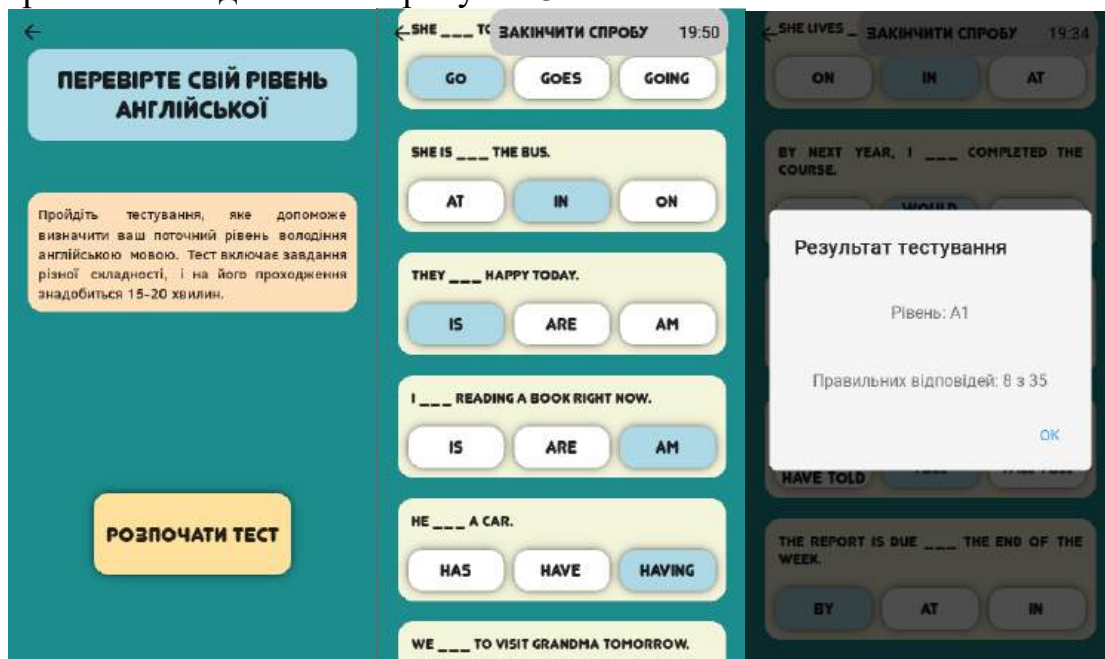 ПЕРЕВІРТЕ СВІЙ РІВЕНЬ
АНГЛІЙСЬКОЇ
Пройдіть тестування, яке допоможе
визначити ваш поточний рівень володіння
англійською мовою. Тест включає завдання
різної складності, і на його проходження
знадобиться 15-20 хвилин.
РОЗПОЧАТИ ТЕСТ
SHE ___ ЗАКІНЧИТИ СПРОБУ 19:50
GO GOES GOING
SHE IS ___ THE BUS.
AT IN ON
THEY ___ HAPPY TODAY.
IS ARE AM
I ___ READING A BOOK RIGHT NOW.
IS ARE AM
HE ___ A CAR.
HAS HAVE HAVING
WE ___ TO VISIT GRANDMA TOMORROW.
SHE LIVES _ ЗАКІНЧИТИ СПРОБУ 19:34
ON IN AT
BY NEXT YEAR, I ___ COMPLETED THE
COURSE.
WOULD
Результат тестування
Рівень: A1
Правильних відповідей: 8 з 35
ОК
HAVE TOLD
THE REPORT IS DUE ___ THE END OF THE
WEEK.
BY AT IN